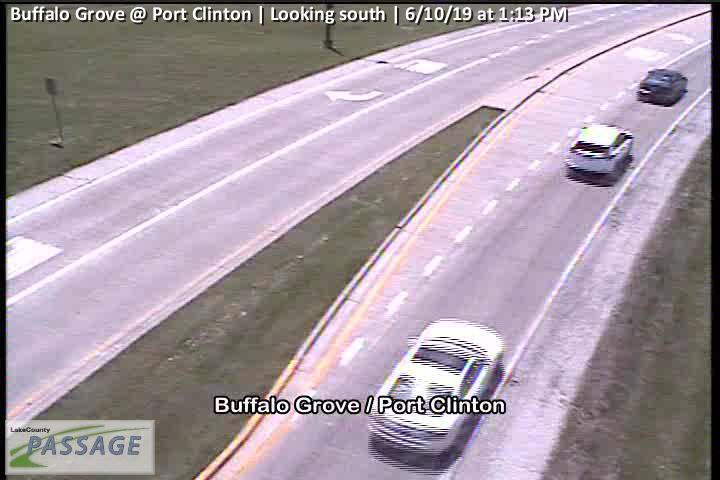 Buffalo Grove @ Port Clinton | Looking south | 6/10/19 at 1:13 PM
Buffalo Grove / Port Clinton
LakeCounty
PASSAGE